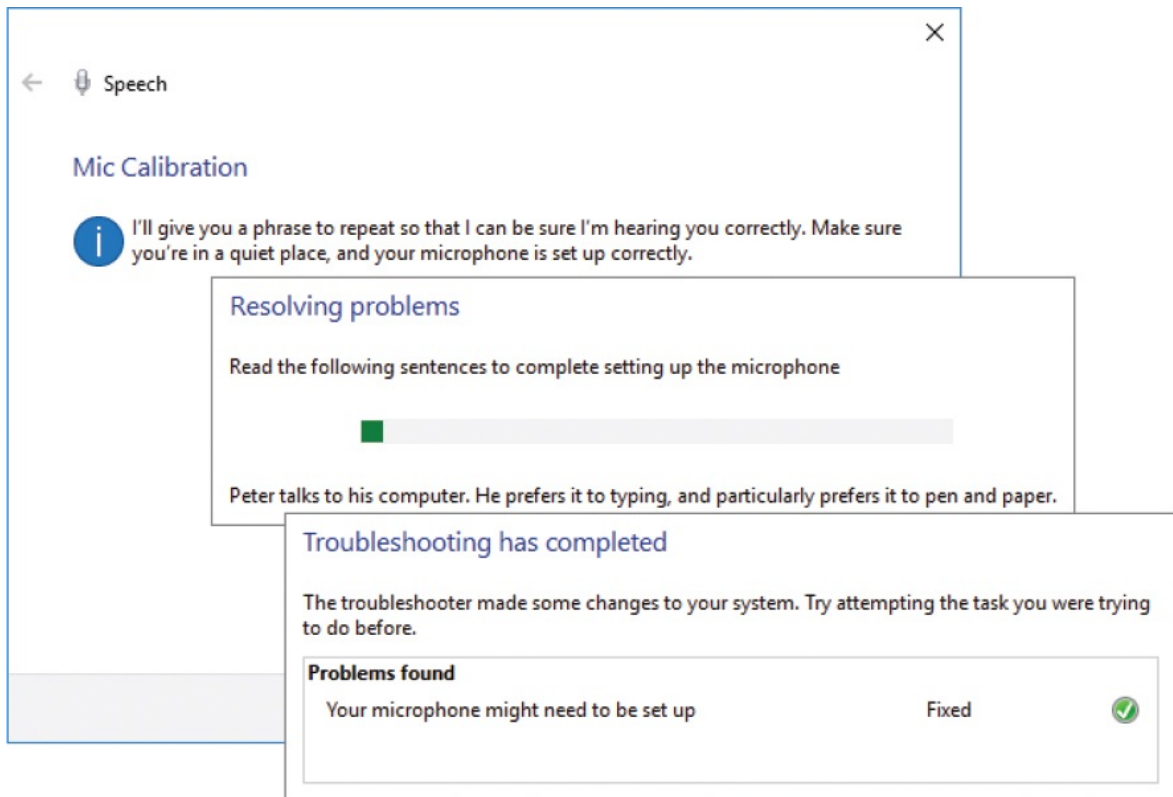 Speech
Mic Calibration
I'll give you a phrase to repeat so that I can be sure I'm hearing you correctly. Make sure
you're in a quiet place, and your microphone is set up correctly.
Resolving problems
Read the following sentences to complete setting up the microphone
Peter talks to his computer. He prefers it to typing, and particularly prefers it to pen and paper.
Troubleshooting has completed
The troubleshooter made some changes to your system. Try attempting the task you were trying
to do before.
Problems found
Your microphone might need to be set up Fixed